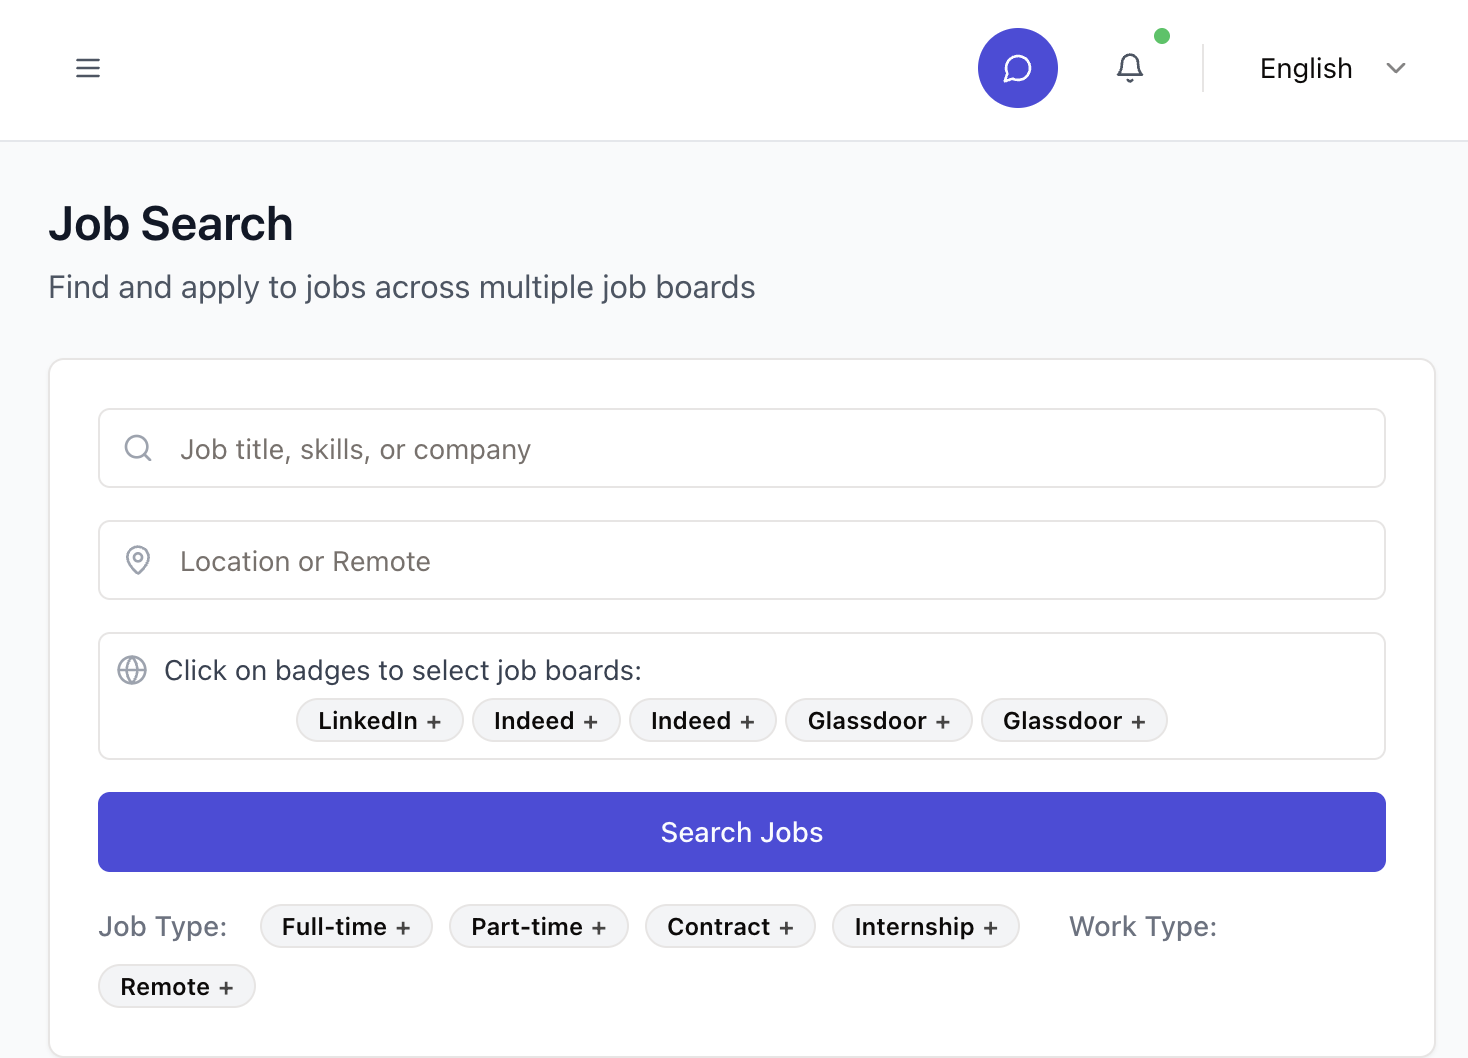 English
Job Search
Find and apply to jobs across multiple job boards
Job title, skills, or company
Location or Remote
Click on badges to select job boards:
LinkedIn + Indeed + Indeed + Glassdoor + Glassdoor +
Search Jobs
Job Type: Full-time + Part-time + Contract + Internship + Work Type:
Remote +